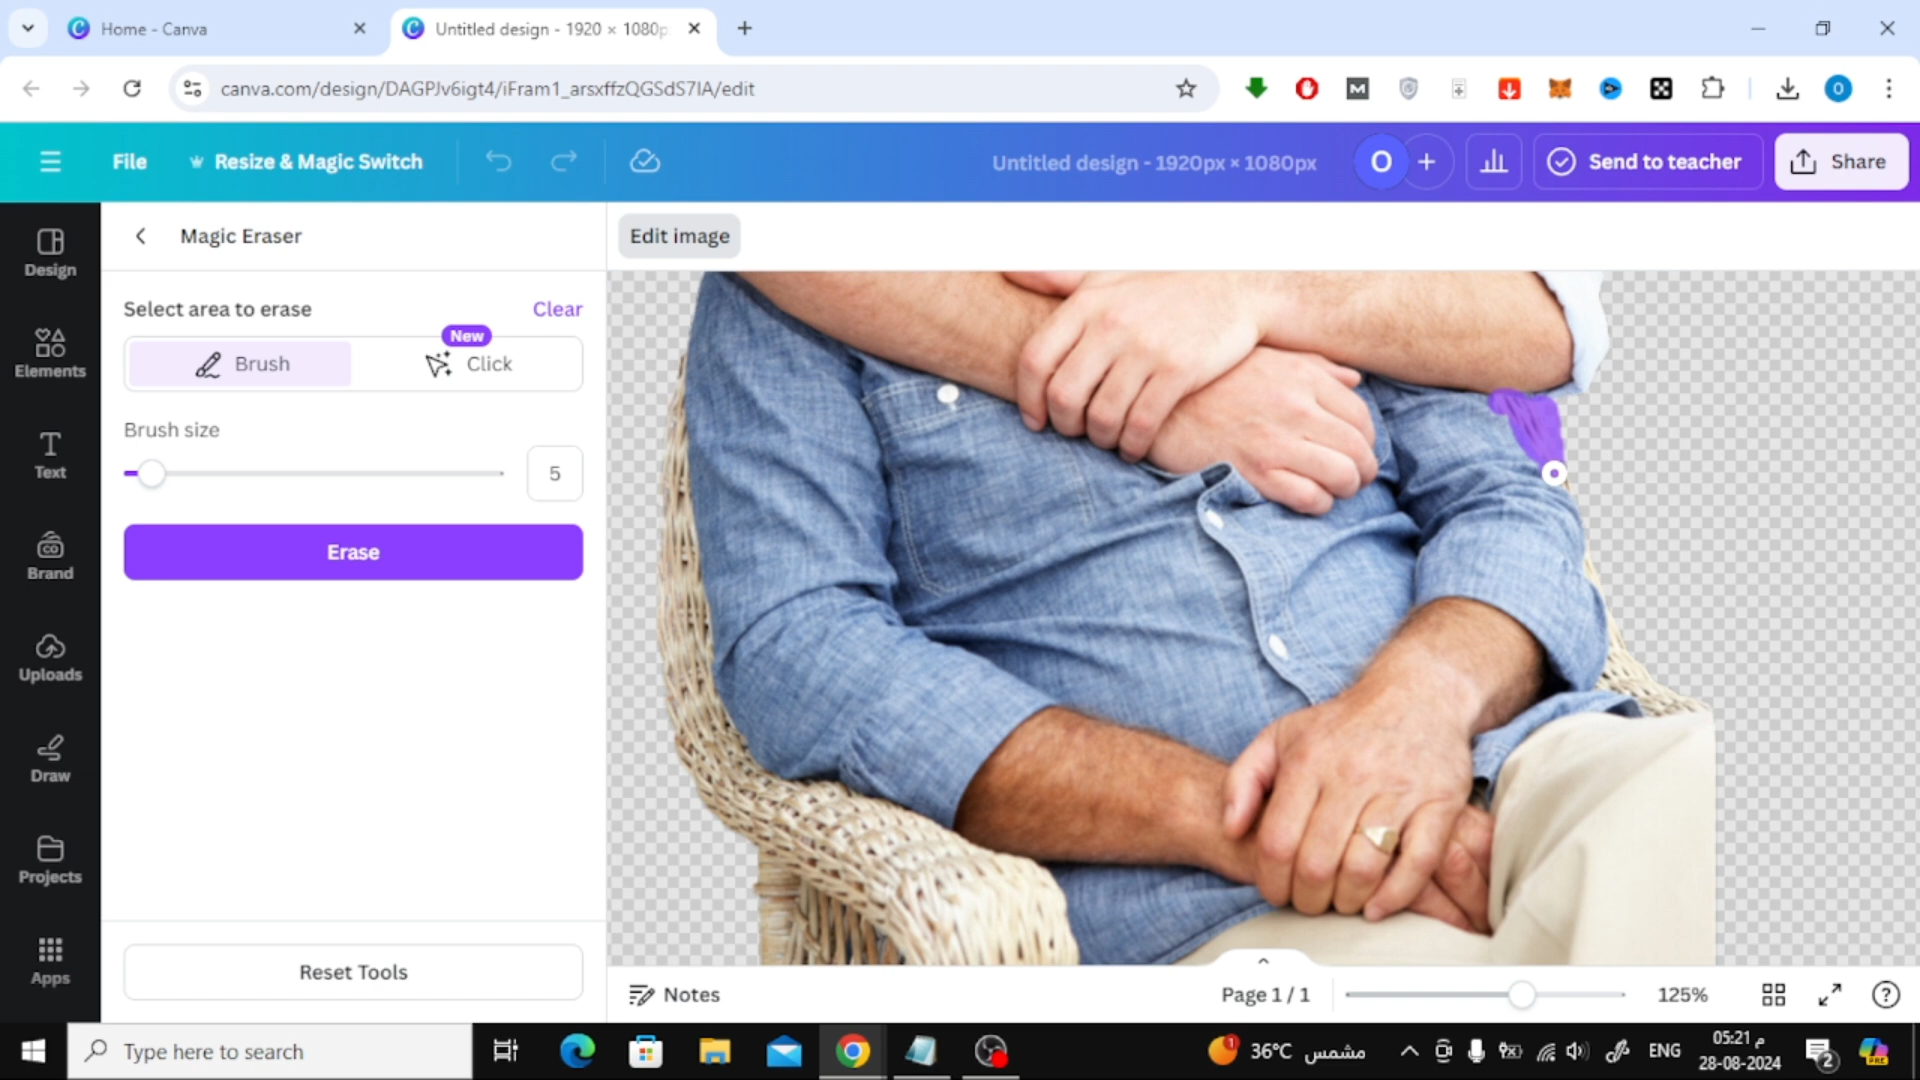 Home - Canva
Untitled design - 1920 × 1080p
canva.com/design/DAGPJv6igt4/iFram1_arsxffzQGSdS7IA/edit
File
Resize & Magic Switch
Untitled design - 1920px × 1080px
O
Send to teacher
Share
Design
Elements
Text
Brand
Uploads
Draw
Projects
Apps
Magic Eraser
Edit image
Select area to erase
Clear
New
Brush
Click
Brush size
5
Erase
Reset Tools
Notes
Page 1 / 1
125%
Type here to search
1
36°C مشمس
ENG
05:21 م
28-08-2024
2
PRE